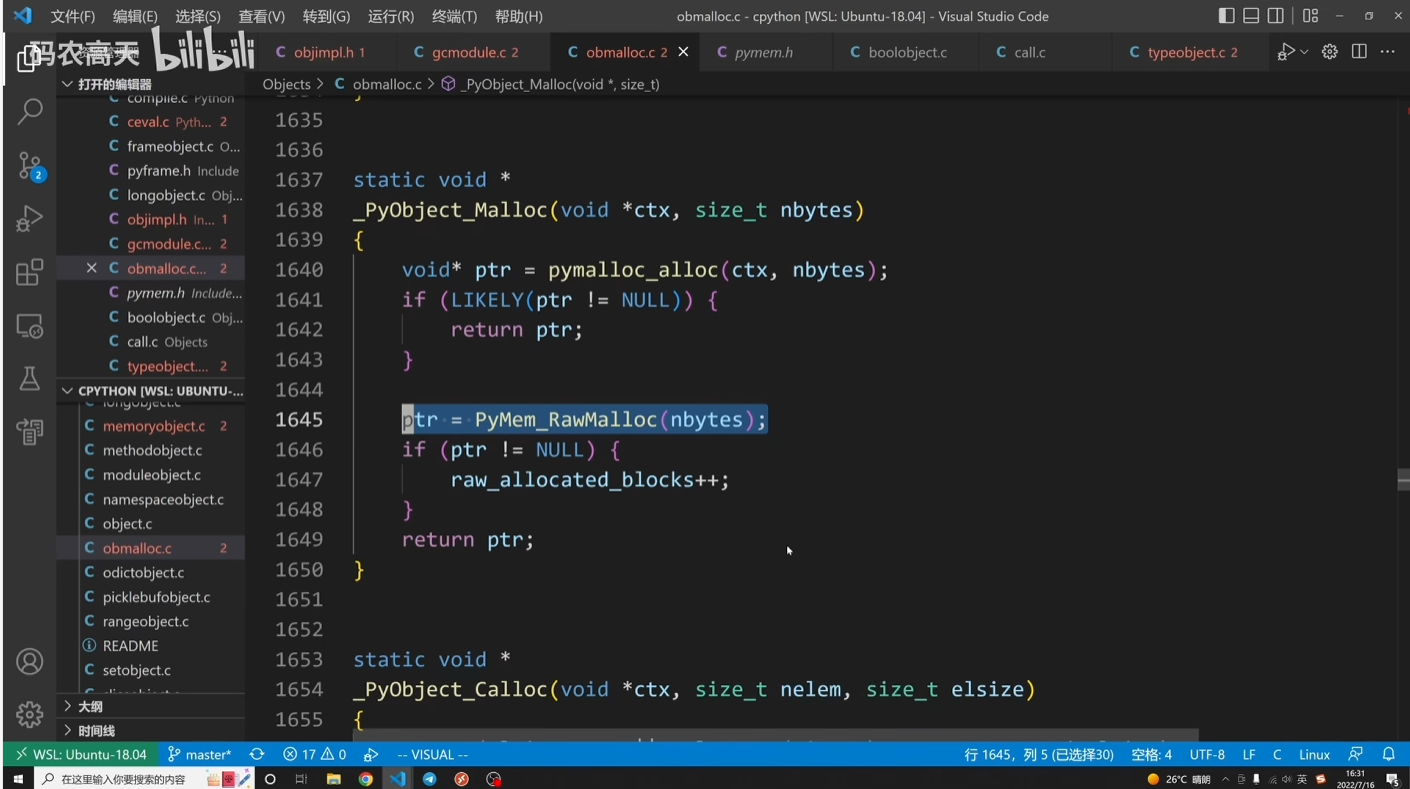 文件(F) 编辑(E) 选择(S) 查看(V) 转到(G) 运行(R) 终端(T) 帮助(H) obmalloc.c - cpython [WSL: Ubuntu-18.04] - Visual Studio Code
码农高天 bilibili
objimpl.h 1 gcmodule.c 2 obmalloc.c 2 pymem.h boolobject.c call.c typeobject.c 2
打开的编辑器
Objects > obmalloc.c > _PyObject_Malloc(void *, size_t)
compile.c Python
ceval.c Pyth... 2
frameobject.c O...
pyframe.h Include
longobject.c Obj...
objimpl.h In... 1
gcmodule.c... 2
obmalloc.c... 2
pymem.h Include...
boolobject.c Obj...
call.c Objects
typeobject.... 2
CPYTHON [WSL: UBUNTU-...
longobject.c
memoryobject.c 2
methodobject.c
moduleobject.c
namespaceobject.c
object.c
obmalloc.c 2
odictobject.c
picklebufobject.c
rangeobject.c
README
setobject.c
大纲
时间线
2
1635
1636
1637 static void *
1638 _PyObject_Malloc(void *ctx, size_t nbytes)
1639 {
1640 void* ptr = pymalloc_alloc(ctx, nbytes);
1641 if (LIKELY(ptr != NULL)) {
1642 return ptr;
1643 }
1644
1645 ptr = PyMem_RawMalloc(nbytes);
1646 if (ptr != NULL) {
1647 raw_allocated_blocks++;
1648 }
1649 return ptr;
1650 }
1651
1652
1653 static void *
1654 _PyObject_Calloc(void *ctx, size_t nelem, size_t elsize)
1655 {
WSL: Ubuntu-18.04 master* 17 0 -- VISUAL -- 行 1645，列 5 (已选择30) 空格: 4 UTF-8 LF C Linux
在这里输入你要搜索的内容 26°C 晴朗 英 16:31
2022/7/16 5